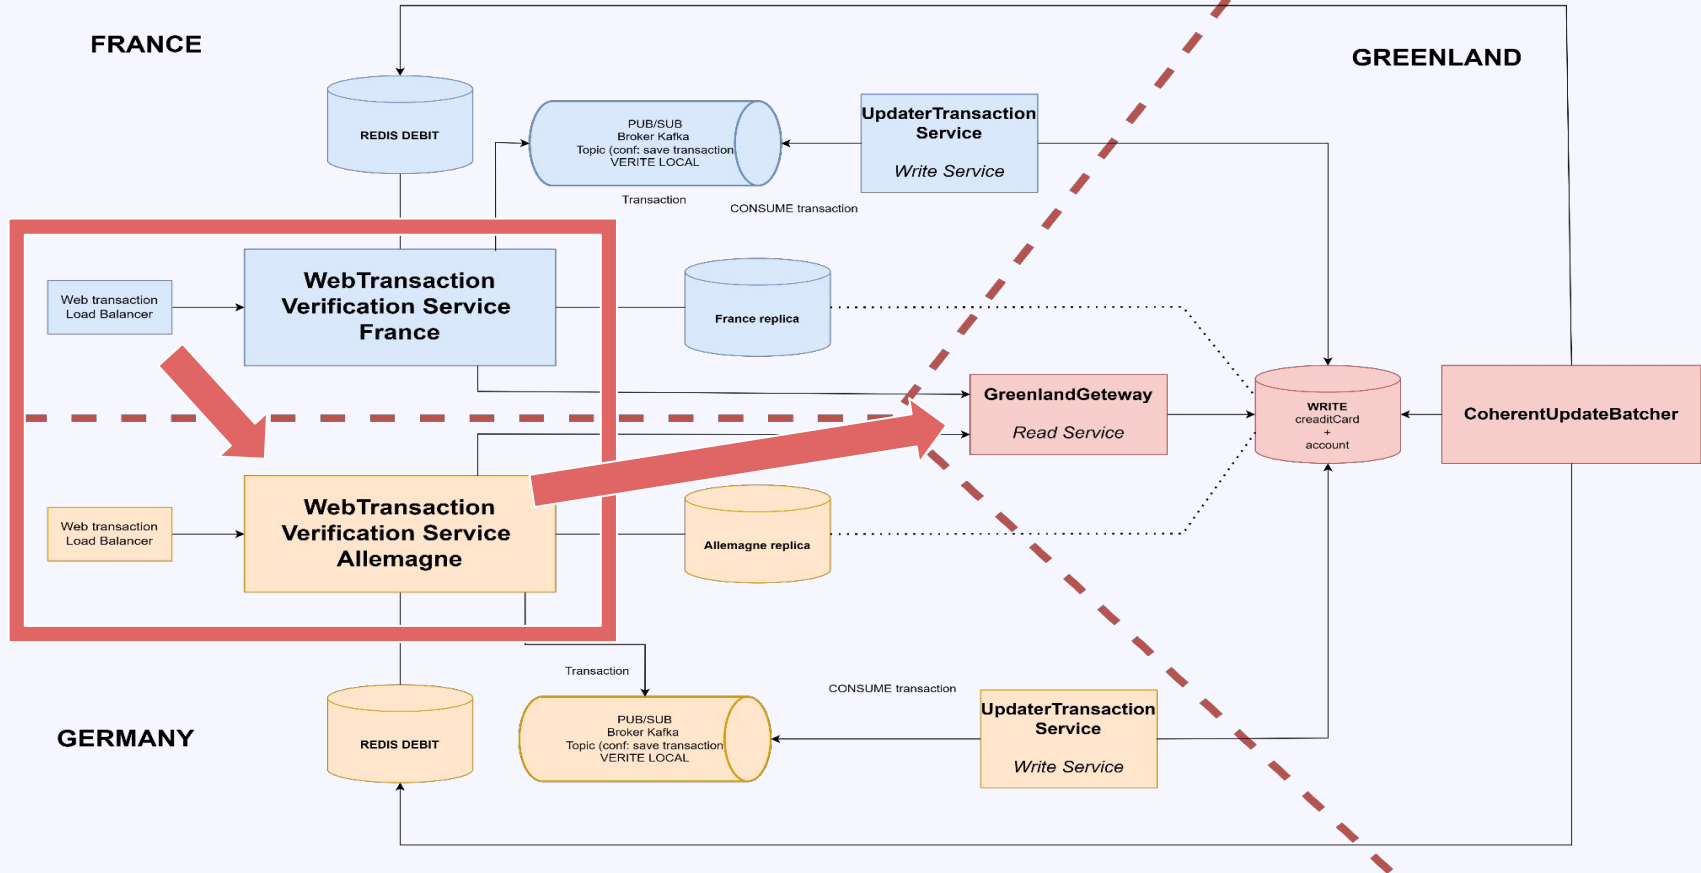 FRANCE
GREENLAND
REDIS DEBIT
PUB/SUB
Broker Kafka
Topic (conf: save transaction
VERITE LOCAL
UpdaterTransaction
Service
Write Service
Transaction
CONSUME transaction
Web transaction
Load Balancer
WebTransaction
Verification Service
France
France replica
GreenlandGeteway
Read Service
WRITE
creaditCard
+
account
CoherentUpdateBatcher
Web transaction
Load Balancer
WebTransaction
Verification Service
Allemagne
Allemagne replica
GERMANY
REDIS DEBIT
Transaction
PUB/SUB
Broker Kafka
Topic (conf: save transaction
VERITE LOCAL
CONSUME transaction
UpdaterTransaction
Service
Write Service